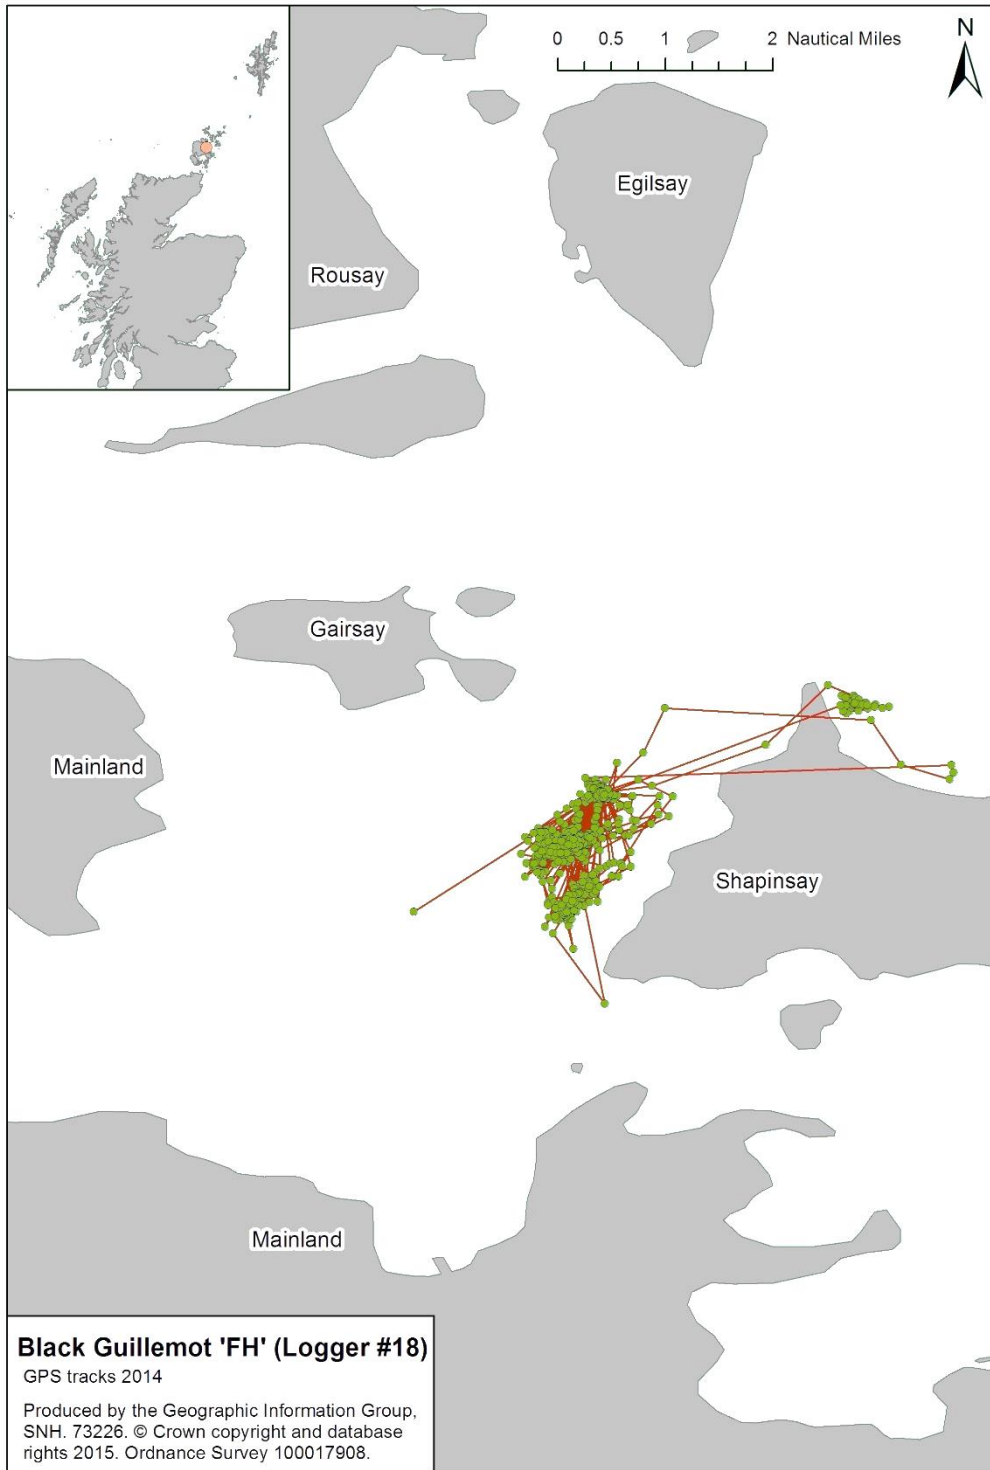 0 0.5 1 2 Nautical Miles
N
Egilsay
Rousay
Gairsay
Mainland
Shapinsay
Mainland
Black Guillemot 'FH' (Logger #18)
GPS tracks 2014
Produced by the Geographic Information Group,
SNH. 73226. © Crown copyright and database
rights 2015. Ordnance Survey 100017908.